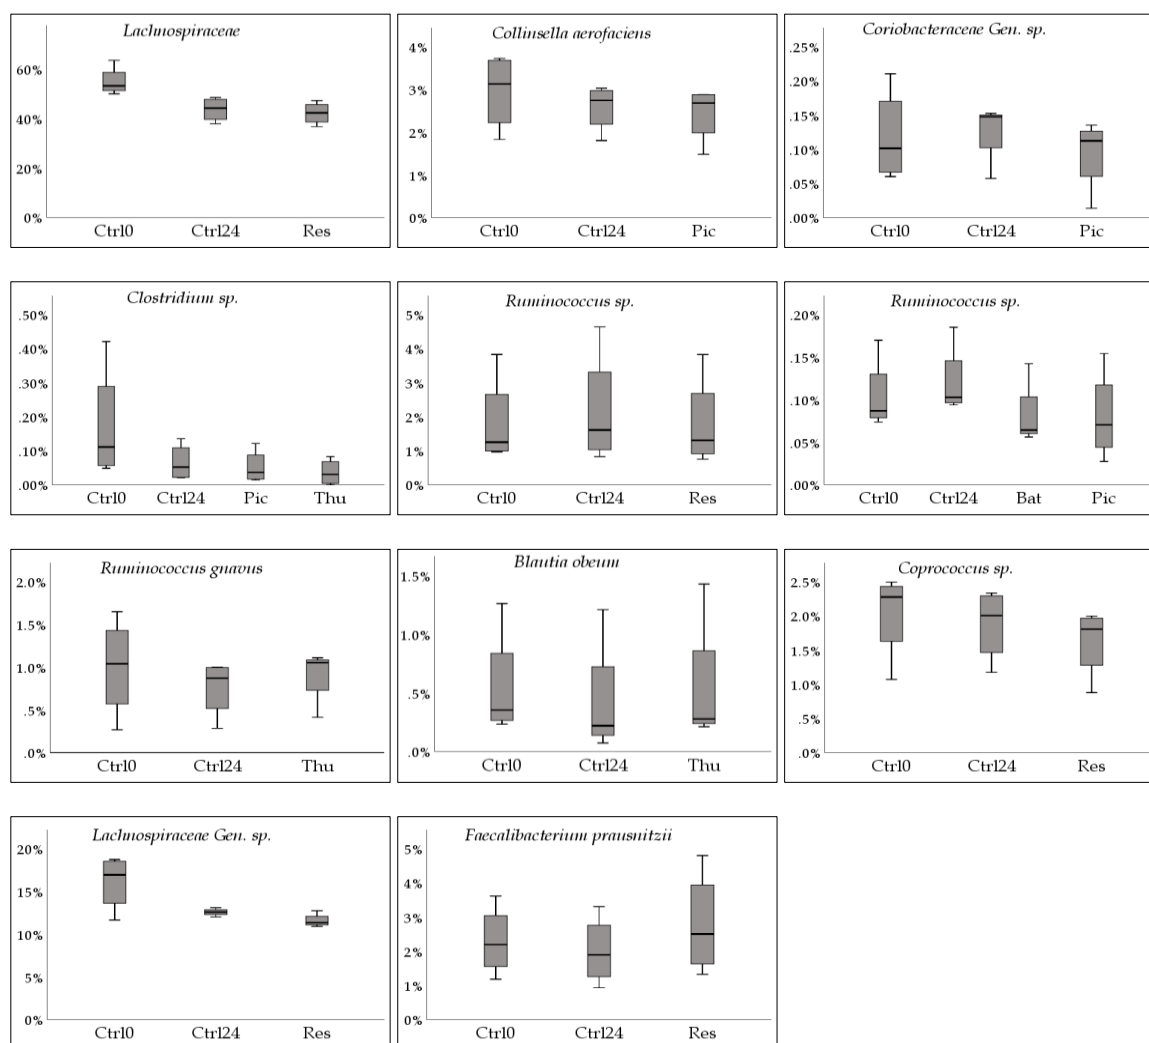 Lachnospiraceae
60%
40%
20%
0%
Ctrl0 Ctrl24 Res
Collinsella aerofaciens
4%
3%
2%
1%
0%
Ctrl0 Ctrl24 Pic
Coriobacteraceae Gen. sp.
.25%
.20%
.15%
.10%
.05%
.00%
Ctrl0 Ctrl24 Pic
Clostridium sp.
.50%
.40%
.30%
.20%
.10%
.00%
Ctrl0 Ctrl24 Pic Thu
Ruminococcus sp.
5%
4%
3%
2%
1%
0%
Ctrl0 Ctrl24 Res
Ruminococcus sp.
.20%
.15%
.10%
.05%
.00%
Ctrl0 Ctrl24 Bat Pic
Ruminococcus gnavus
2.0%
1.5%
1.0%
.5%
.0%
Ctrl0 Ctrl24 Thu
Blautia obeum
1.5%
1.0%
.5%
.0%
Ctrl0 Ctrl24 Thu
Coprococcus sp.
2.5%
2.0%
1.5%
1.0%
.5%
.0%
Ctrl0 Ctrl24 Res
Lachnospiraceae Gen. sp.
20%
15%
10%
5%
0%
Ctrl0 Ctrl24 Res
Faecalibacterium prausnitzii
5%
4%
3%
2%
1%
0%
Ctrl0 Ctrl24 Res